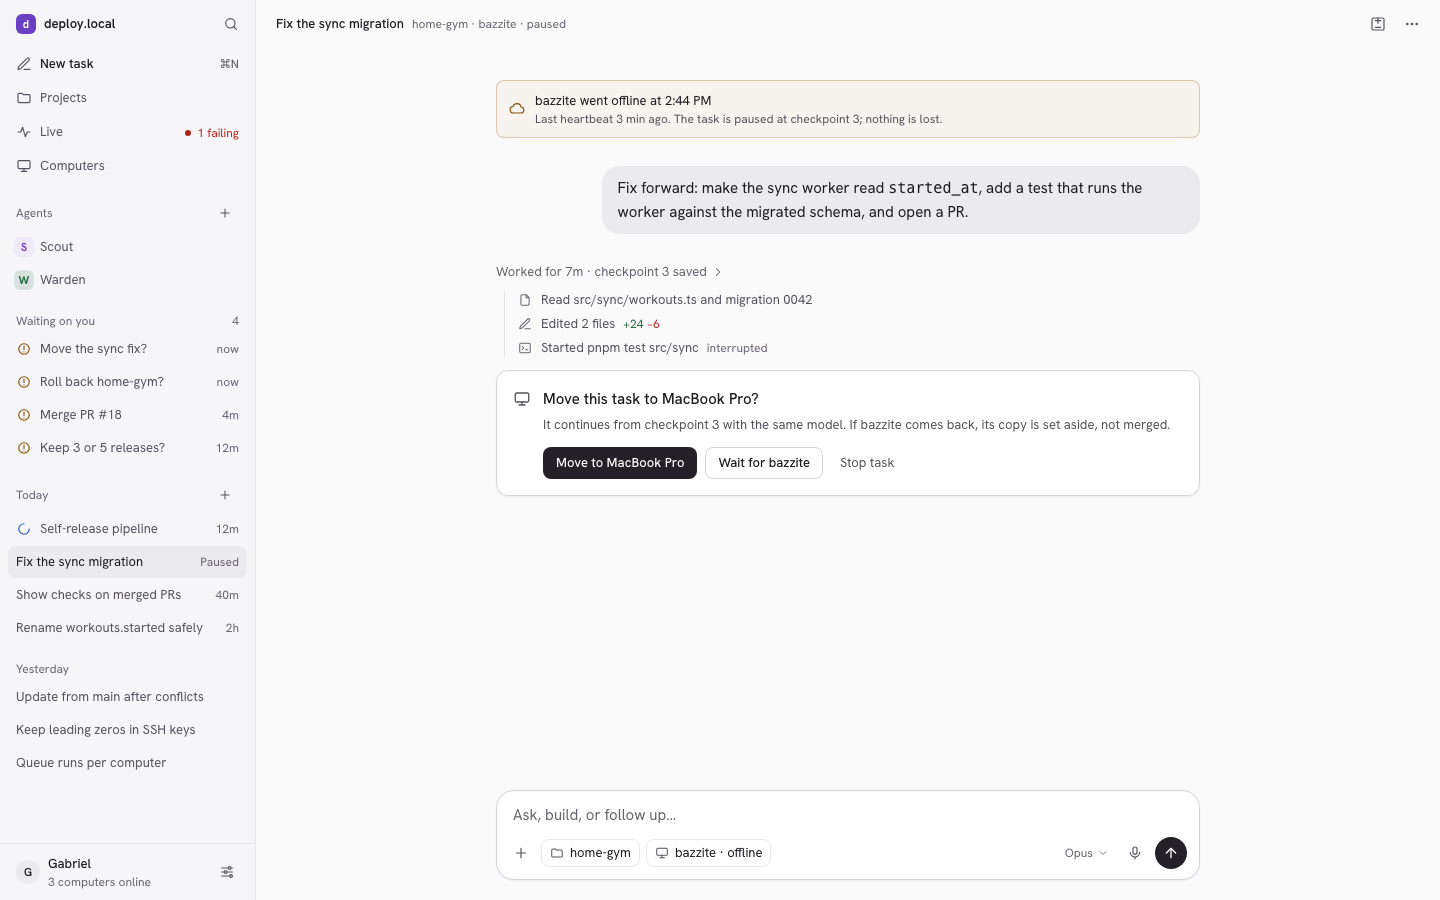 d deploy.local
New task ⌘N
Projects
Live 1 failing
Computers
Agents
S Scout
W Warden
Waiting on you 4
Move the sync fix? now
Roll back home-gym? now
Merge PR #18 4m
Keep 3 or 5 releases? 12m
Today
Self-release pipeline 12m
Fix the sync migration Paused
Show checks on merged PRs 40m
Rename workouts.started safely 2h
Yesterday
Update from main after conflicts
Keep leading zeros in SSH keys
Queue runs per computer
G Gabriel
3 computers online
Fix the sync migration home-gym · bazzite · paused
bazzite went offline at 2:44 PM
Last heartbeat 3 min ago. The task is paused at checkpoint 3; nothing is lost.
Fix forward: make the sync worker read started_at, add a test that runs the
worker against the migrated schema, and open a PR.
Worked for 7m · checkpoint 3 saved
Read src/sync/workouts.ts and migration 0042
Edited 2 files +24 −6
Started pnpm test src/sync interrupted
Move this task to MacBook Pro?
It continues from checkpoint 3 with the same model. If bazzite comes back, its copy is set aside, not merged.
Move to MacBook Pro Wait for bazzite Stop task
Ask, build, or follow up…
home-gym bazzite · offline Opus